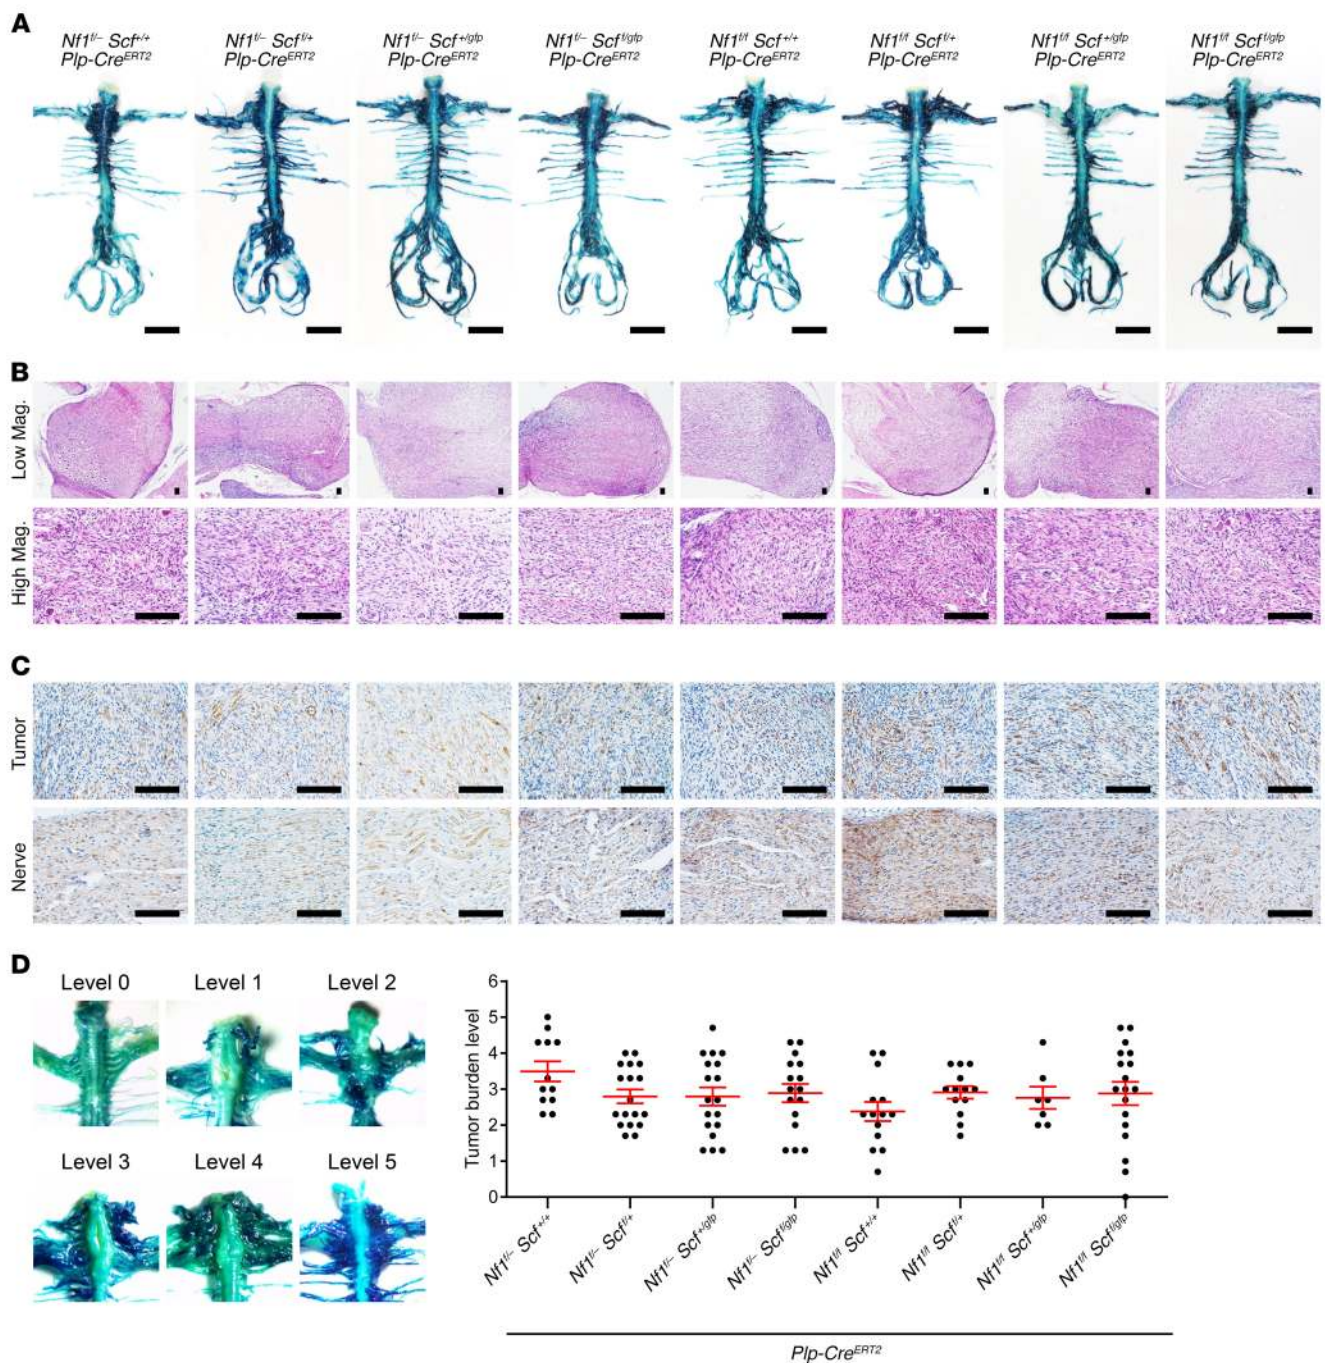 A
Nf1f/– Scf+/+ Plp-CreERT2
Nf1f/– Scff/+ Plp-CreERT2
Nf1f/– Scf+/gfp Plp-CreERT2
Nf1f/– Scff/gfp Plp-CreERT2
Nf1f/f Scf+/+ Plp-CreERT2
Nf1f/f Scff/+ Plp-CreERT2
Nf1f/f Scf+/gfp Plp-CreERT2
Nf1f/f Scff/gfp Plp-CreERT2
B
Low Mag.
High Mag.
C
Tumor
Nerve
D
Level 0
Level 1
Level 2
Level 3
Level 4
Level 5
Tumor burden level
6
5
4
3
2
1
0
Nf1f/– Scf+/+
Nf1f/– Scff/+
Nf1f/– Scf+/gfp
Nf1f/– Scff/gfp
Nf1f/f Scf+/+
Nf1f/f Scff/+
Nf1f/f Scf+/gfp
Nf1f/f Scff/gfp
Plp-CreERT2